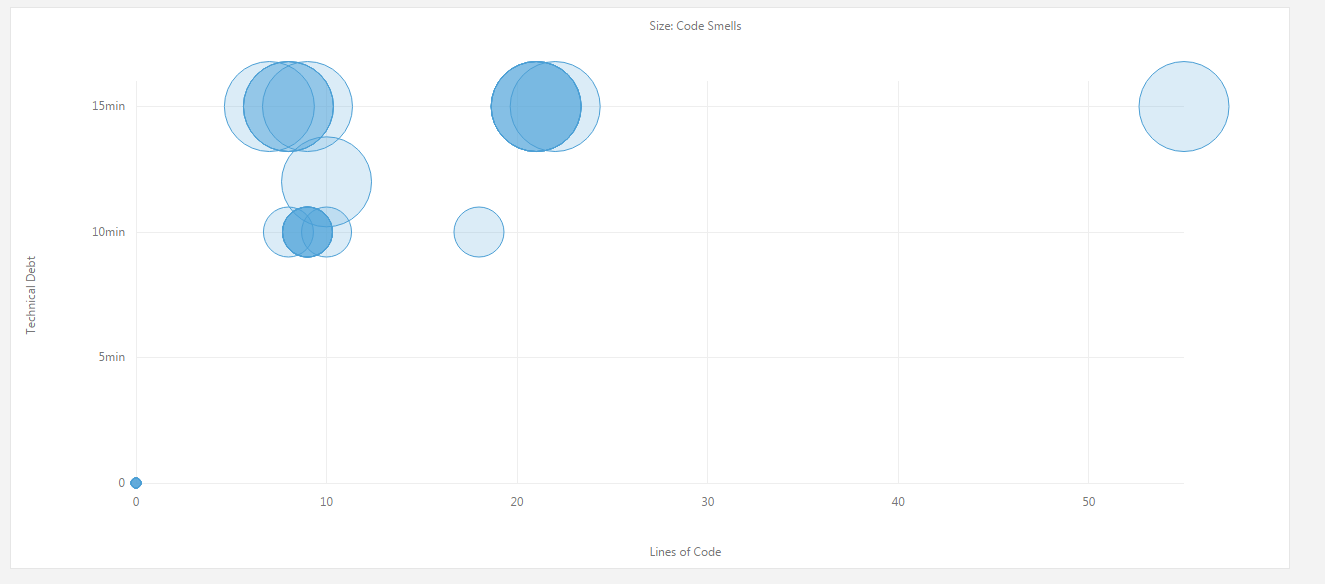 Size: Code Smells
15min
10min
5min
0
Technical Debt
0 10 20 30 40 50
Lines of Code